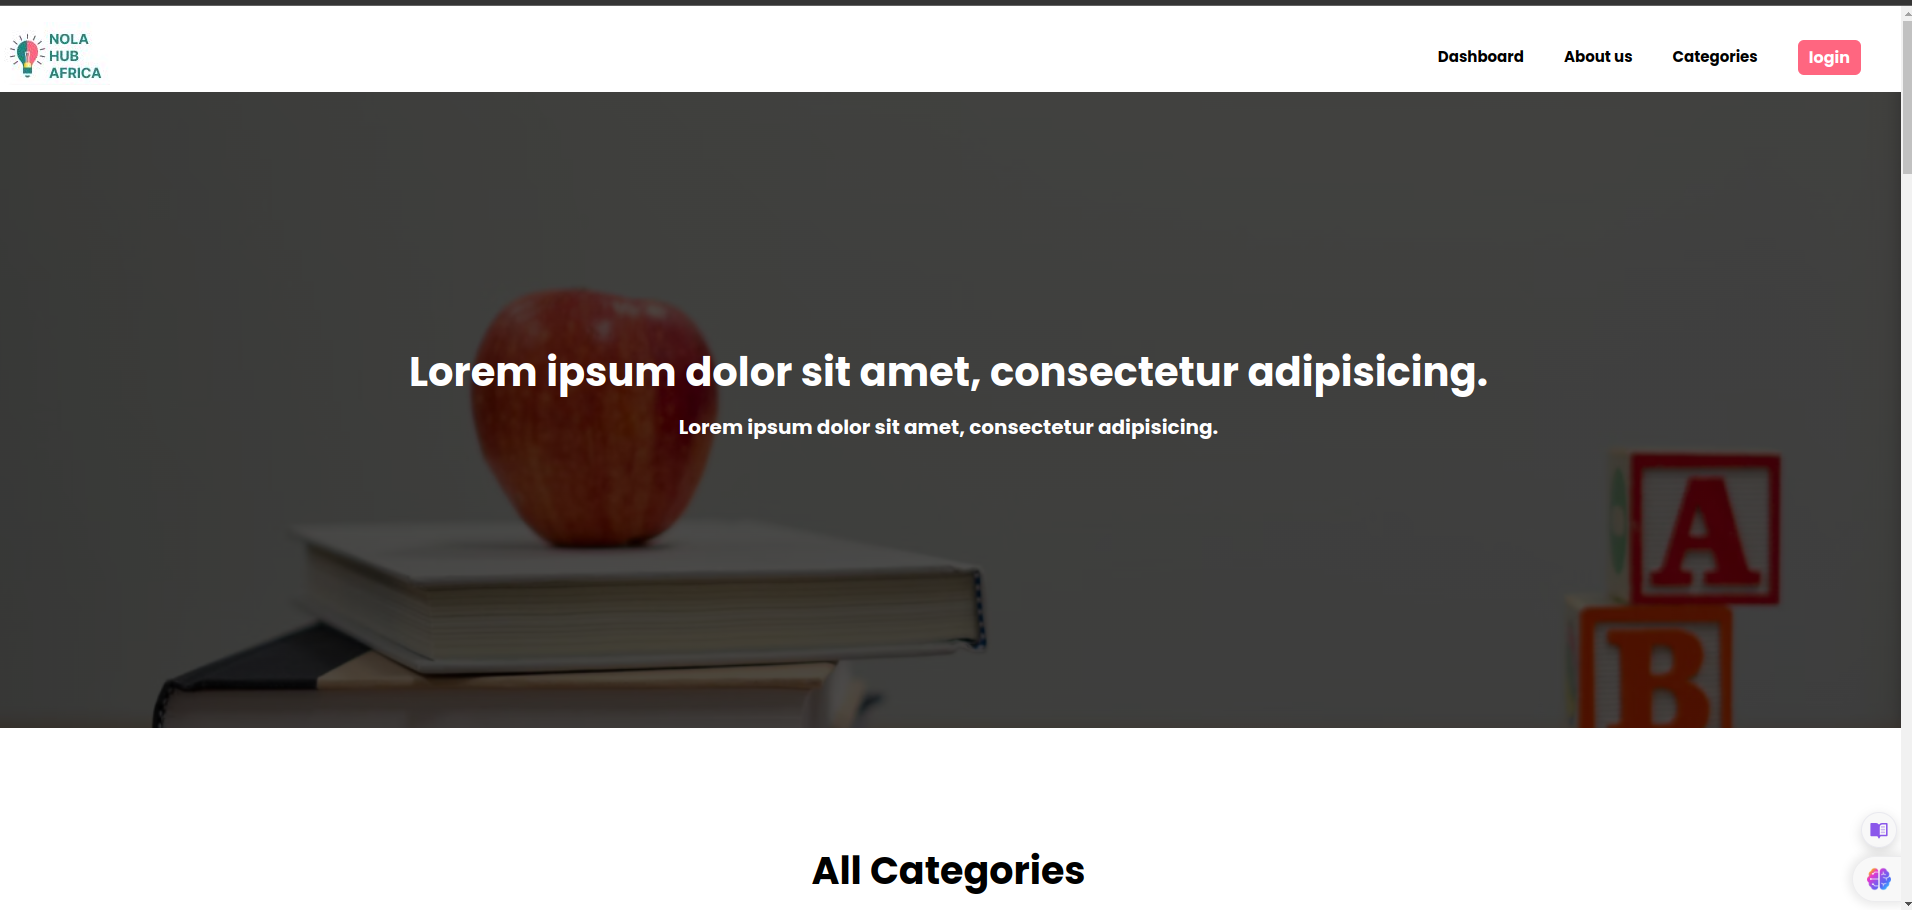 NOLA
HUB
AFRICA
Dashboard About us Categories login
Lorem ipsum dolor sit amet, consectetur adipisicing.
Lorem ipsum dolor sit amet, consectetur adipisicing.
A
B
All Categories